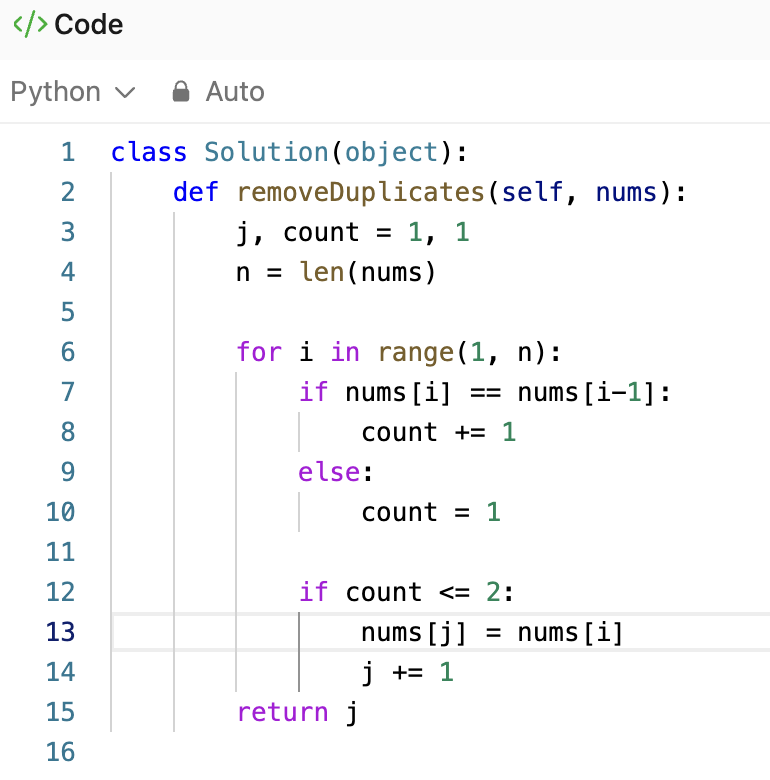 </> Code
Python Auto
1 class Solution(object):
2     def removeDuplicates(self, nums):
3         j, count = 1, 1
4         n = len(nums)
5
6         for i in range(1, n):
7             if nums[i] == nums[i-1]:
8                 count += 1
9             else:
10                 count = 1
11
12             if count <= 2:
13                 nums[j] = nums[i]
14                 j += 1
15         return j
16